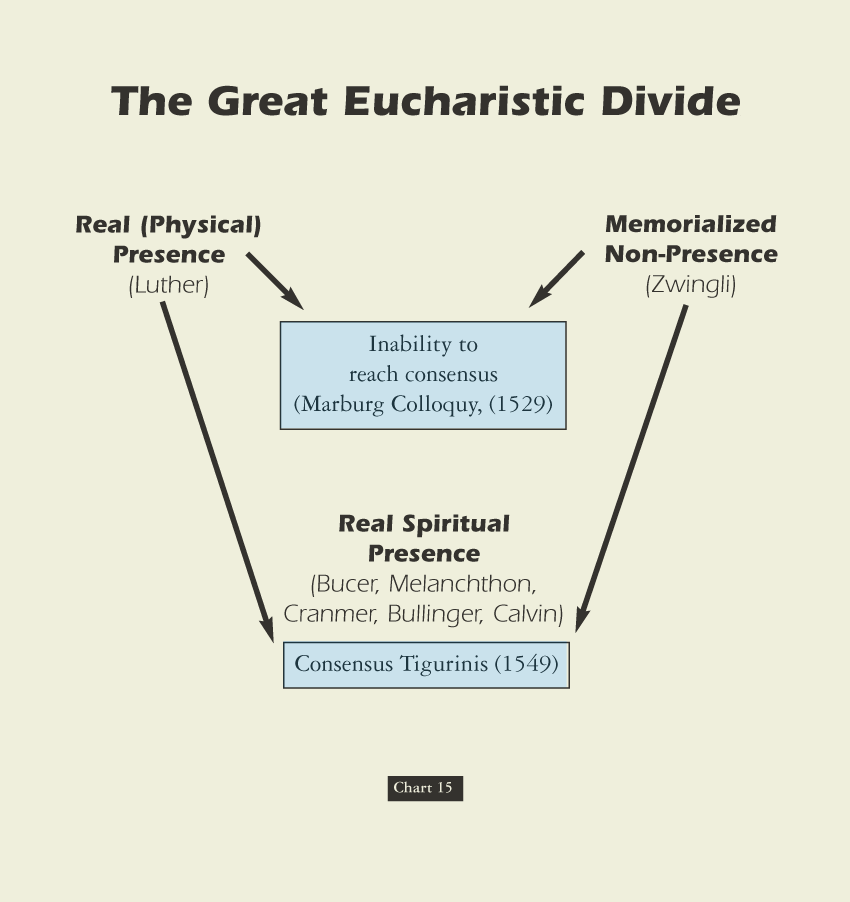 The Great Eucharistic Divide
Real (Physical)
Presence
(Luther)
Memorialized
Non-Presence
(Zwingli)
Inability to
reach consensus
(Marburg Colloquy, (1529)
Real Spiritual
Presence
(Bucer, Melanchthon,
Cranmer, Bullinger, Calvin)
Consensus Tigurinis (1549)
Chart 15